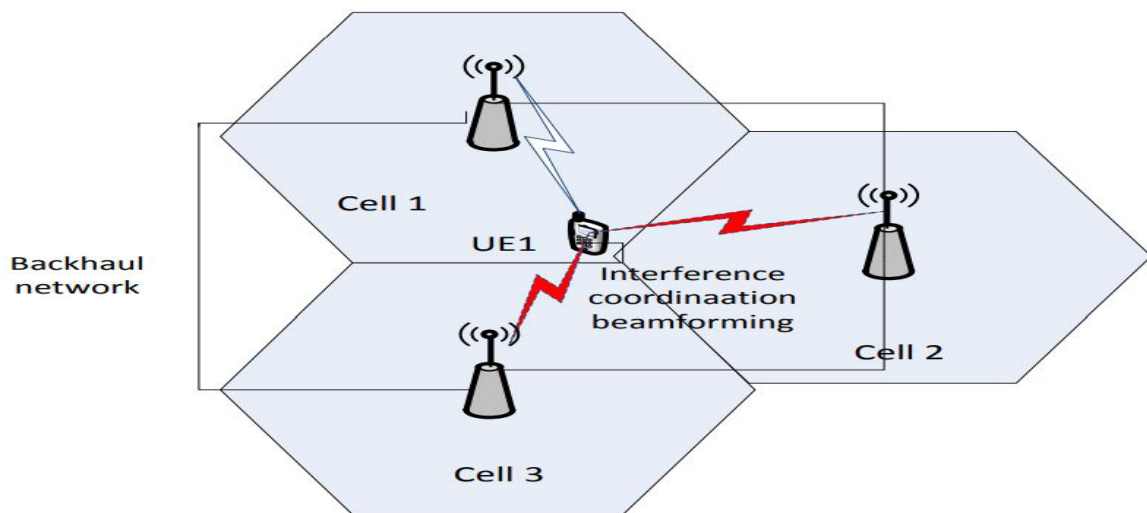 Cell 1
UE1
Backhaul
network
Interference
coordinaation
beamforming
Cell 2
Cell 3